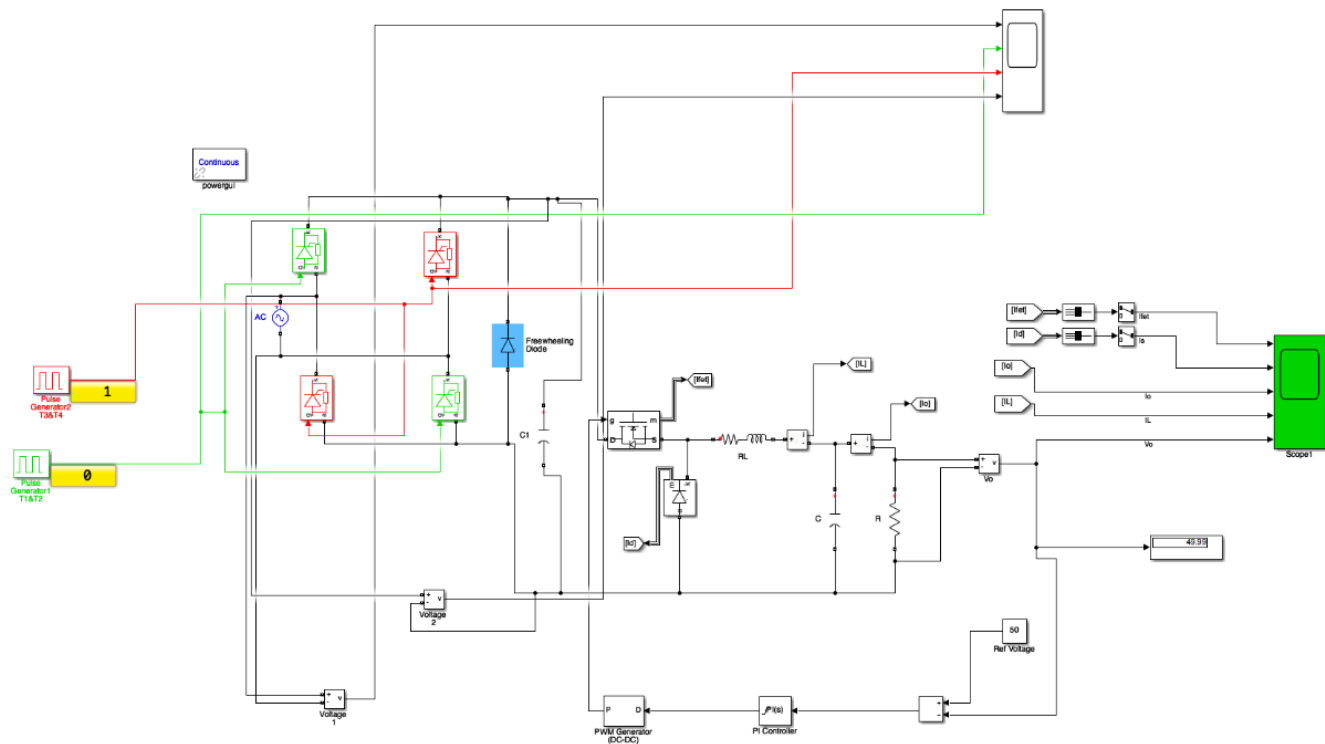 Continuous
powergui
AC
Freewheeling
Diode
1
Pulse
Generator2
T3&T4
0
Pulse
Generator1
T1&T2
C1
[Ifet]
g
m
D
S
[IL]
[Io]
RL
+
i
-
+
i
-
m
[Id]
C
R
+
v
-
Vo
[Ifet]
Ifet
[Id]
Is
[Io]
Io
[IL]
IL
Vo
Scope1
49.99
+
v
-
Voltage
2
50
Ref Voltage
+
v
-
Voltage
1
P
D
PWM Generator
(DC-DC)
PI(s)
PI Controller
+
−